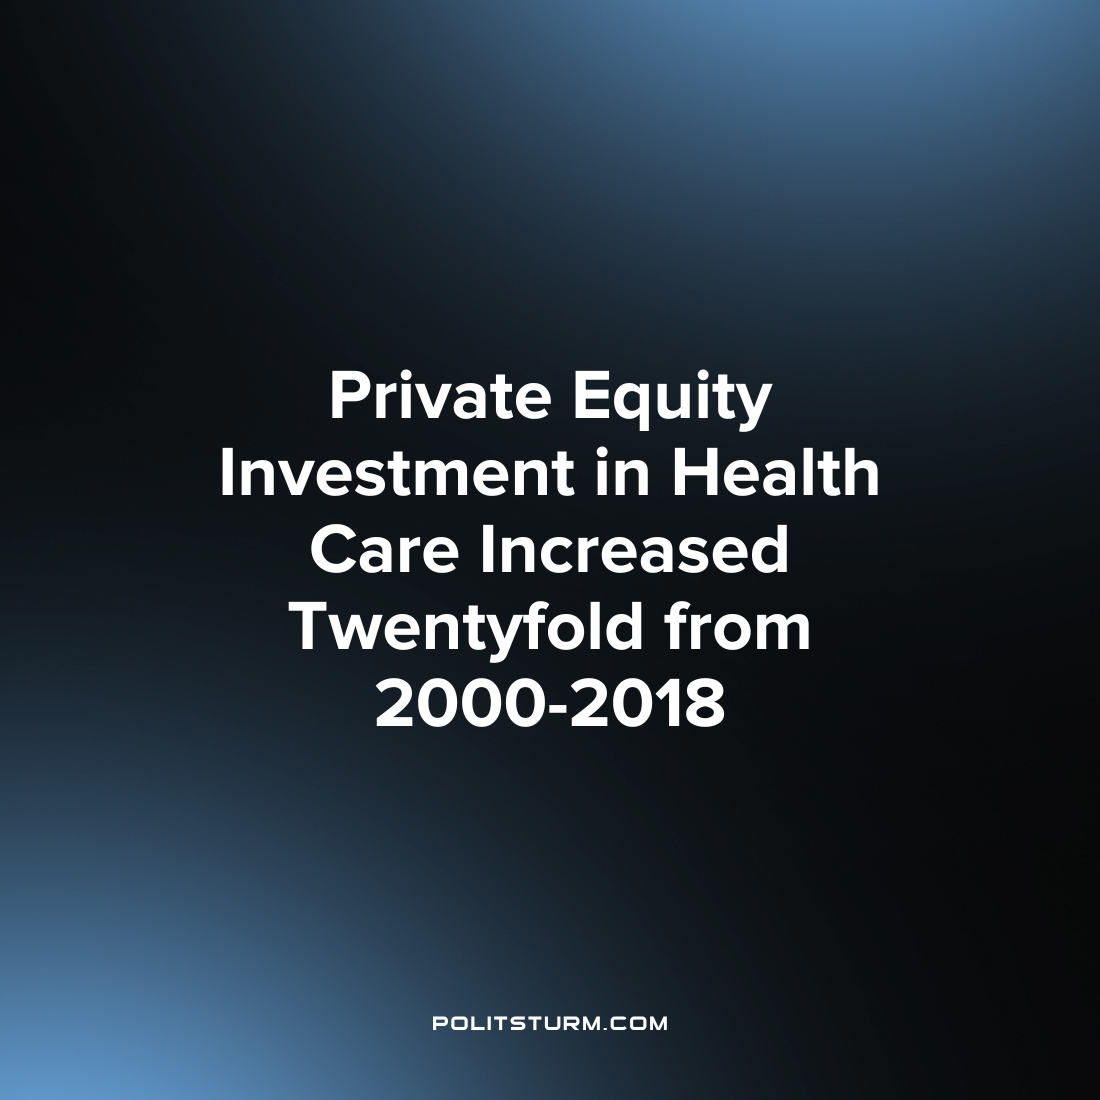 Private Equity
Investment in Health
Care Increased
Twentyfold from
2000-2018
POLITSTURM.COM